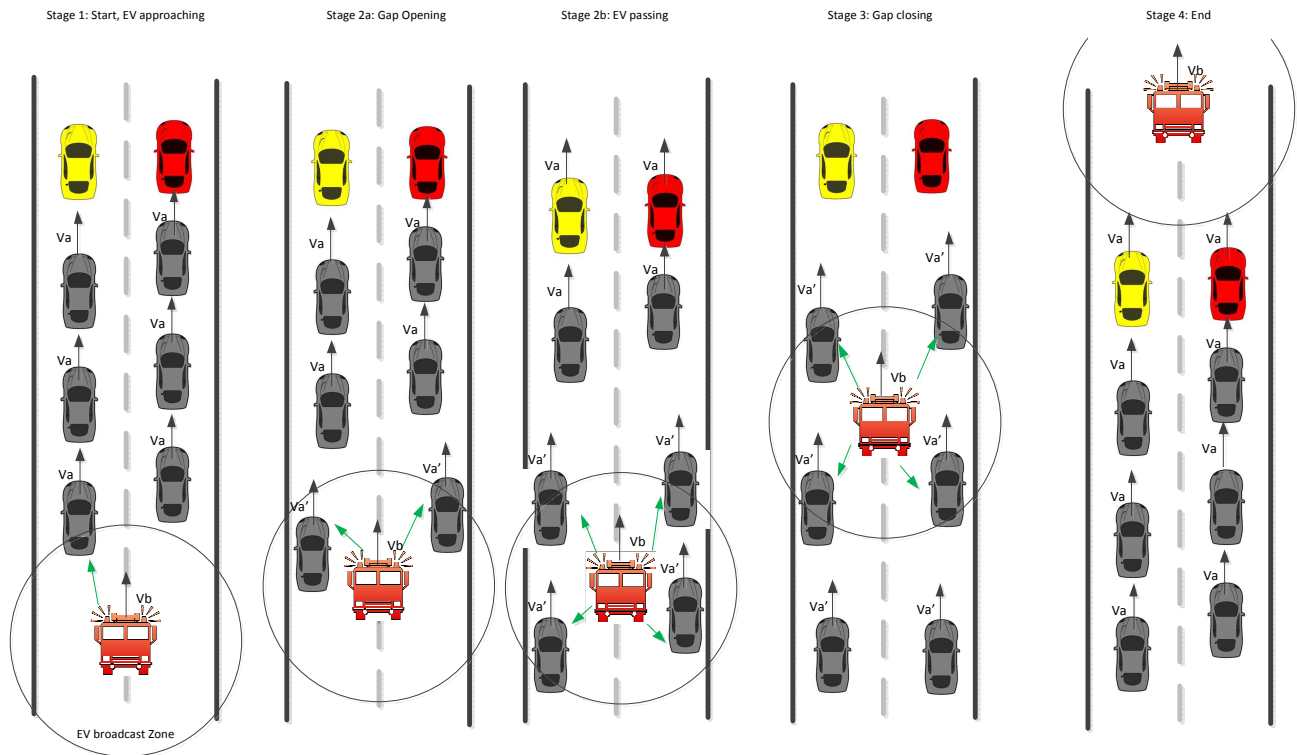 Stage 1: Start, EV approaching
Stage 2a: Gap Opening
Stage 2b: EV passing
Stage 3: Gap closing
Stage 4: End
Va
Va
Va
Va
Va
Va
Va
Vb
EV broadcast Zone
Va
Va
Va
Va
Va'
Va'
Vb
Va
Va
Va
Va
Va'
Va'
Vb
Va'
Va'
Va'
Va'
Vb
Va'
Va'
Va'
Va'
Vb
Va
Va
Va
Va
Va
Va
Va
Va